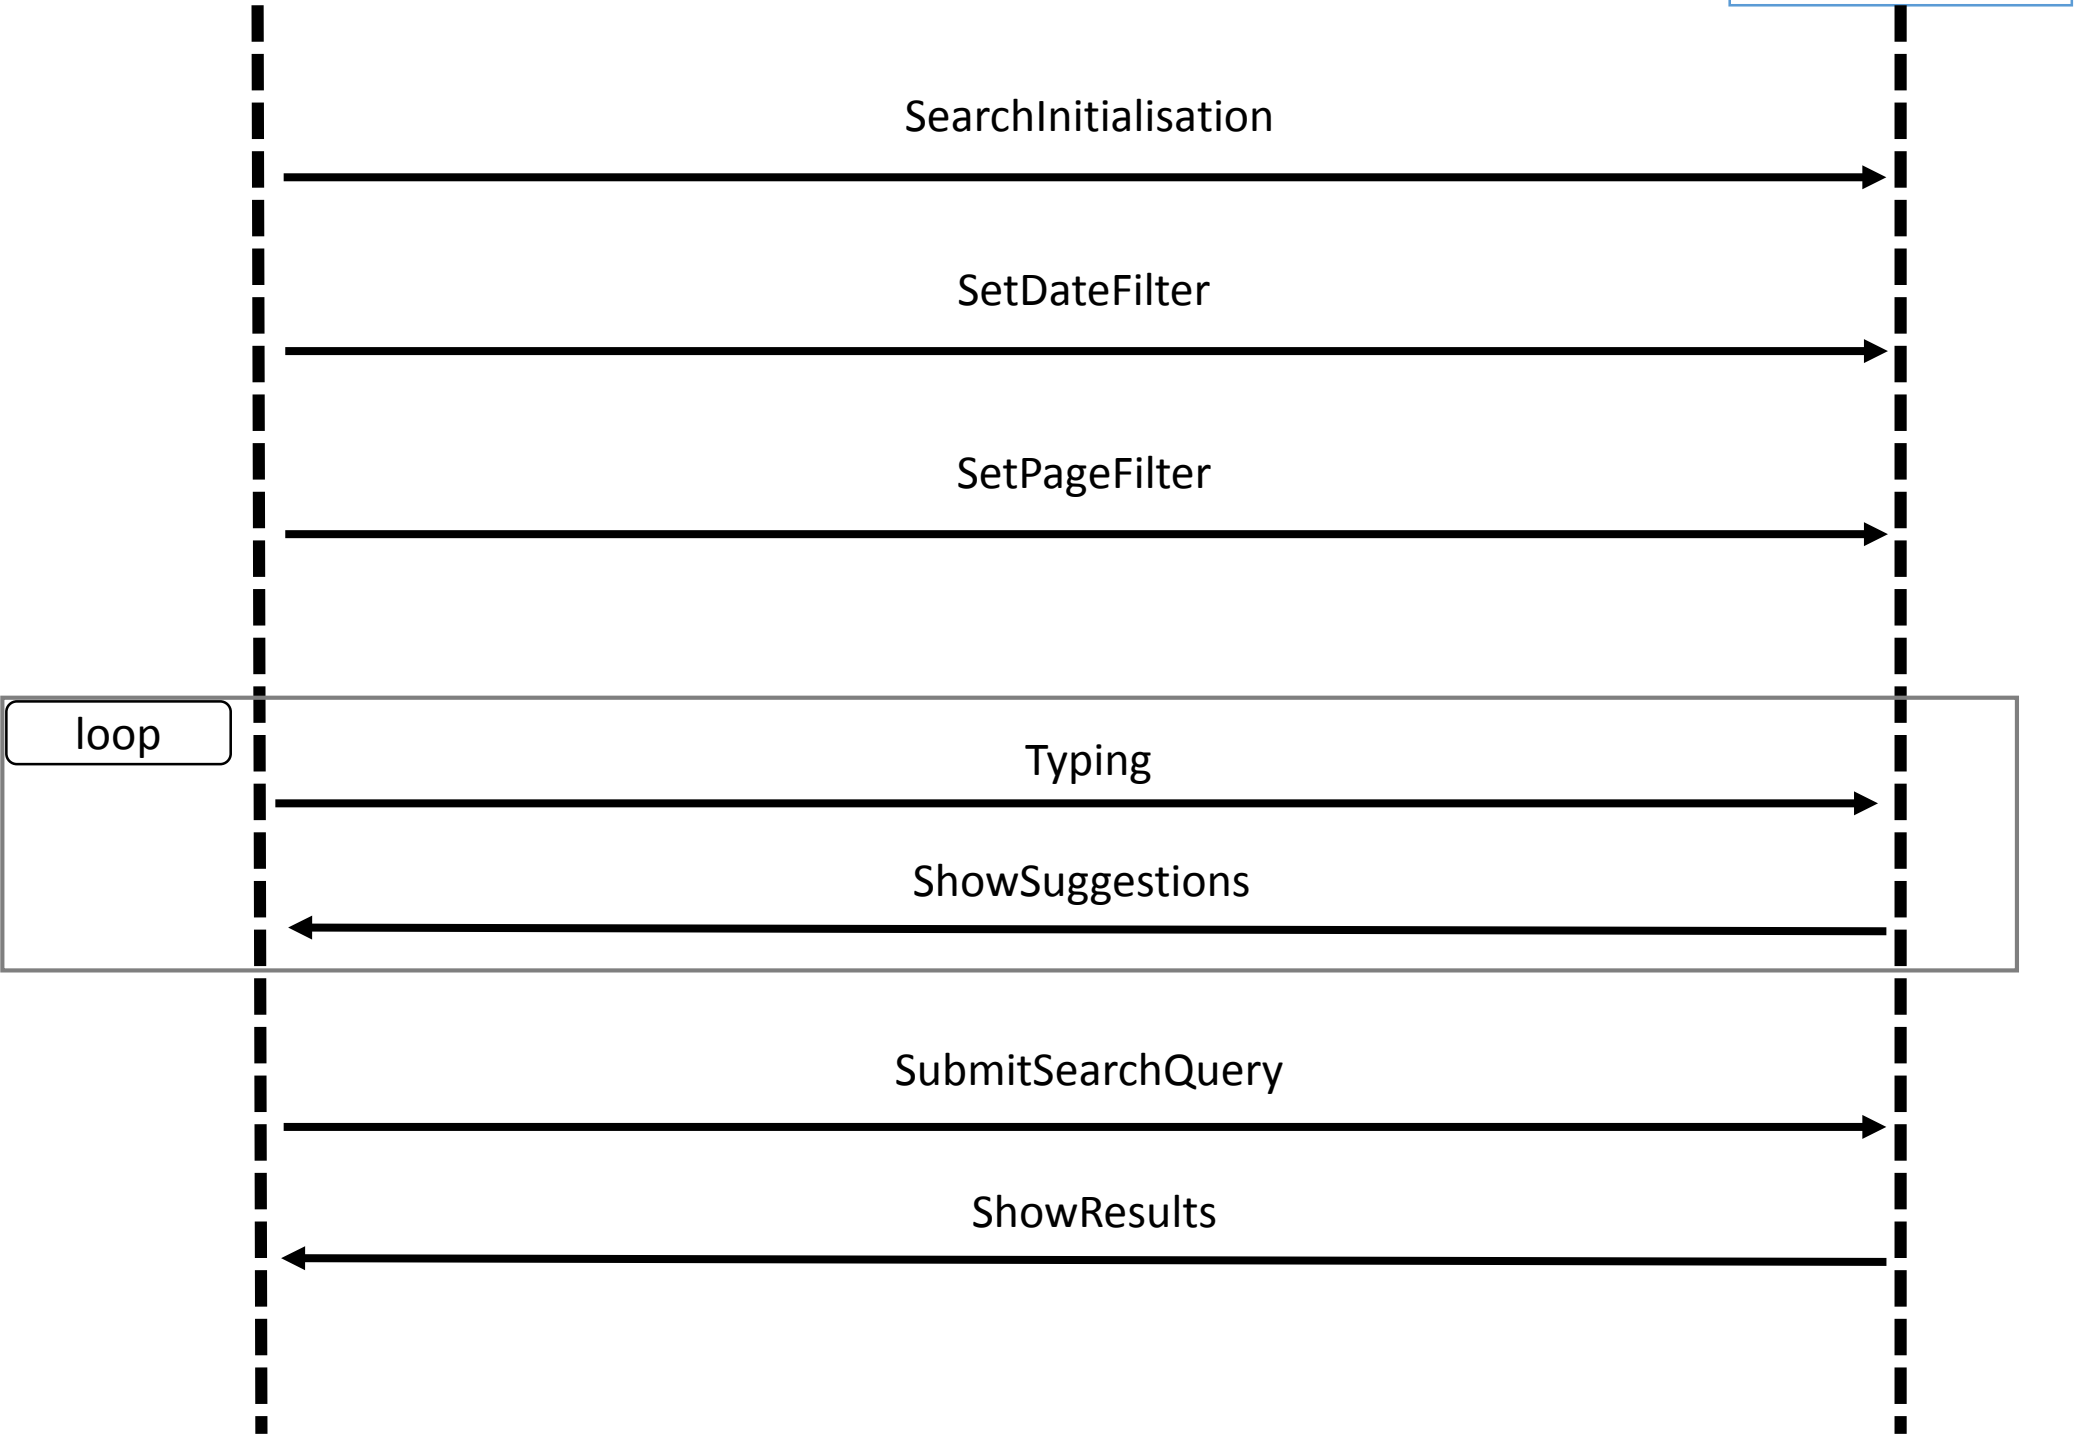 SearchInitialisation
SetDateFilter
SetPageFilter
loop
Typing
ShowSuggestions
SubmitSearchQuery
ShowResults